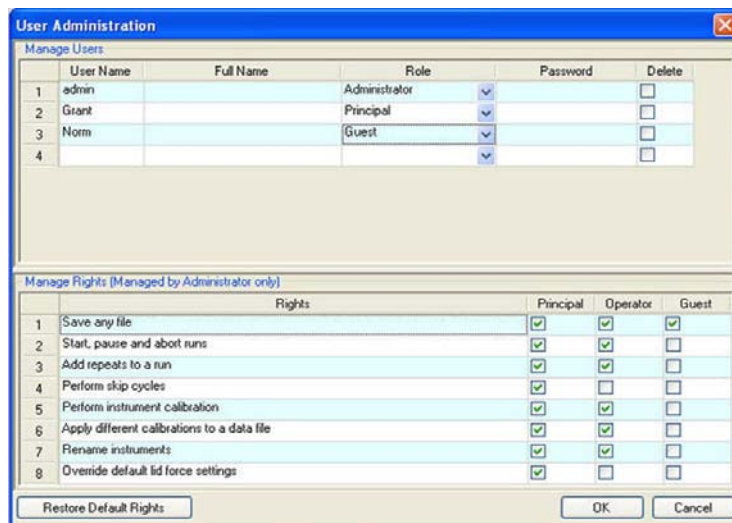 User Administration
Manage Users
User Name Full Name Role Password Delete
1 admin Administrator
2 Grant Principal
3 Norm Guest
4
Manage Rights (Managed by Administrator only)
Rights Principal Operator Guest
1 Save any file
2 Start, pause and abort runs
3 Add repeats to a run
4 Perform skip cycles
5 Perform instrument calibration
6 Apply different calibrations to a data file
7 Rename instruments
8 Override default lid force settings
Restore Default Rights OK Cancel